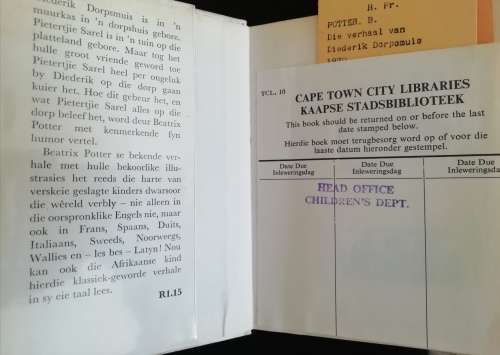 Diederik Dorpsmuis is in 'n
muurkas in 'n dorpshuis gebore.
Pietertjie Sarel is in 'n tuin op die
platteland gebore. Maar tog het
hulle groot vriende geword toe
Pietertjie Sarel heel per ongeluk
by Diederik op die dorp gaan
kuier het. Hoe dit gebeur het, en
wat Pietertjie Sarel alles op die
dorp beleef het, word deur Beatrix
Potter met kenmerkende fyn
humor vertel.
Beatrix Potter se bekende ver-
hale met hulle bekoorlike illu-
strasies het reeds die harte van
verskeie geslagte kinders dwarsoor
die wêreld verbly – nie alleen in
die oorspronklike Engels nie, maar
ook in Frans, Spaans, Duits,
Italiaans, Sweeds, Noorweegs,
Wallies en – les bes – Latyn! Nou
kan ook die Afrikaanse kind
hierdie klassiek-geworde verhale
in sy eie taal lees.
R1.15
H. Fr.
POTTER, B.
Die verhaal van
Diederik Dorpsmuis
TCL. 10
CAPE TOWN CITY LIBRARIES
KAAPSE STADSBIBLIOTEEK
This book should be returned on or before the last
date stamped below.
Hierdie boek moet terugbesorg word op of voor die
laaste datum hieronder gestempel.
Date Due
Inleweringsdag
Date Due
Inleweringsdag
Date Due
Inleweringsdag
HEAD OFFICE
CHILDREN'S DEPT.